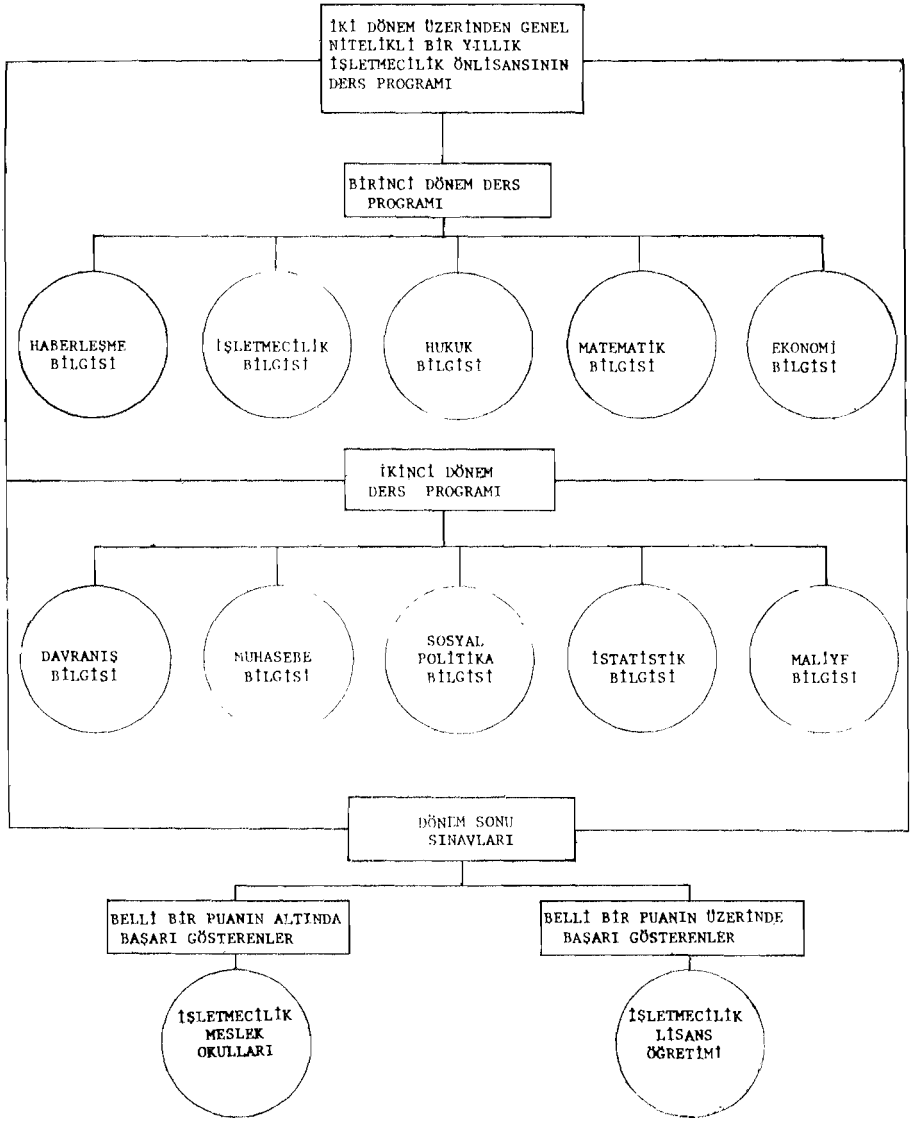 İKİ DÖNEM ÜZERİNDEN GENEL
NİTELİKLİ BİR YILLIK
İŞLETMECİLİK ÖNLİSANSININ
DERS PROGRAMI
BİRİNCİ DÖNEM DERS
PROGRAMI
HABERLEŞME
BİLGİSİ
İŞLETMECİLİK
BİLGİSİ
HUKUK
BİLGİSİ
MATEMATİK
BİLGİSİ
EKONOMİ
BİLGİSİ
İKİNCİ DÖNEM
DERS PROGRAMI
DAVRANIŞ
BİLGİSİ
MUHASEBE
BİLGİSİ
SOSYAL
POLİTİKA
BİLGİSİ
İSTATİSTİK
BİLGİSİ
MALİYE
BİLGİSİ
DÖNEM SONU
SINAVLARI
BELLİ BİR PUANIN ALTINDA
BAŞARI GÖSTERENLER
BELLİ BİR PUANIN ÜZERİNDE
BAŞARI GÖSTERENLER
İŞLETMECİLİK
MESLEK
OKULLARI
İŞLETMECİLİK
LİSANS
ÖĞRETİMİ